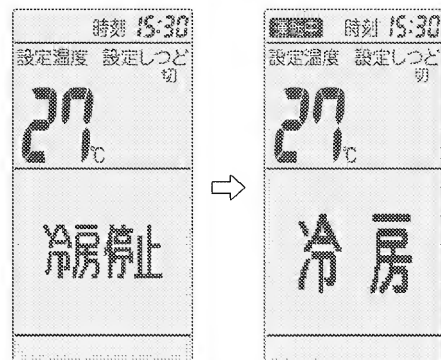 時刻 15:30
設定温度 設定しつど
切
27℃
冷房停止
時刻 15:30
設定温度 設定しつど
切
27℃
冷房